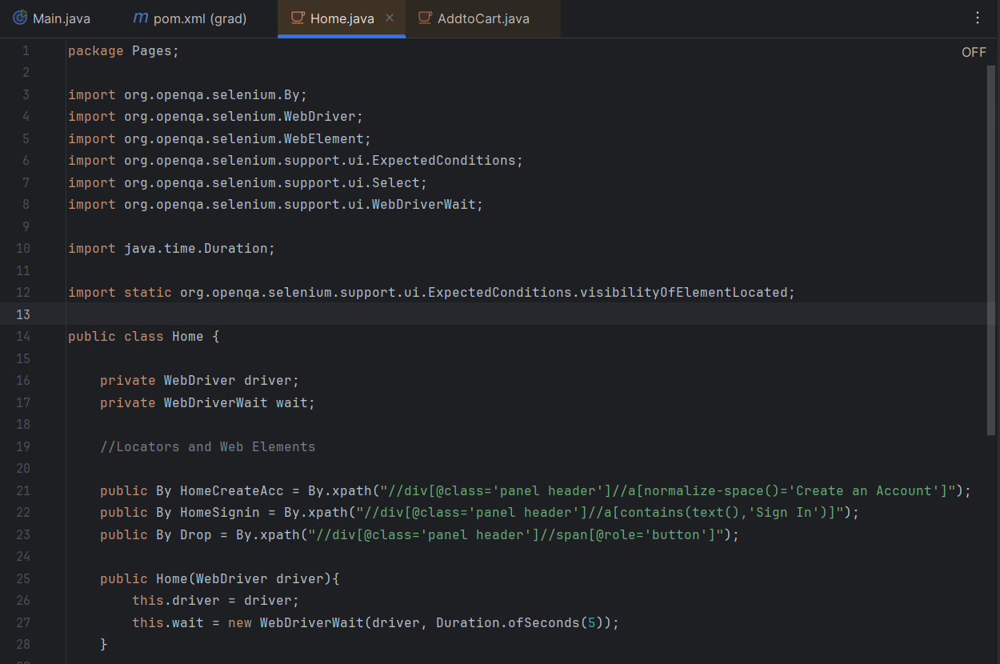 Main.java
pom.xml (grad)
Home.java
AddtoCart.java
OFF
1 package Pages;
2
3 import org.openqa.selenium.By;
4 import org.openqa.selenium.WebDriver;
5 import org.openqa.selenium.WebElement;
6 import org.openqa.selenium.support.ui.ExpectedConditions;
7 import org.openqa.selenium.support.ui.Select;
8 import org.openqa.selenium.support.ui.WebDriverWait;
9
10 import java.time.Duration;
11
12 import static org.openqa.selenium.support.ui.ExpectedConditions.visibilityOfElementLocated;
13
14 public class Home {
15
16     private WebDriver driver;
17     private WebDriverWait wait;
18
19     //Locators and Web Elements
20
21     public By HomeCreateAcc = By.xpath("//div[@class='panel header']//a[normalize-space()='Create an Account']");
22     public By HomeSignin = By.xpath("//div[@class='panel header']//a[contains(text(),'Sign In')]");
23     public By Drop = By.xpath("//div[@class='panel header']//span[@role='button']");
24
25     public Home(WebDriver driver){
26         this.driver = driver;
27         this.wait = new WebDriverWait(driver, Duration.ofSeconds(5));
28     }